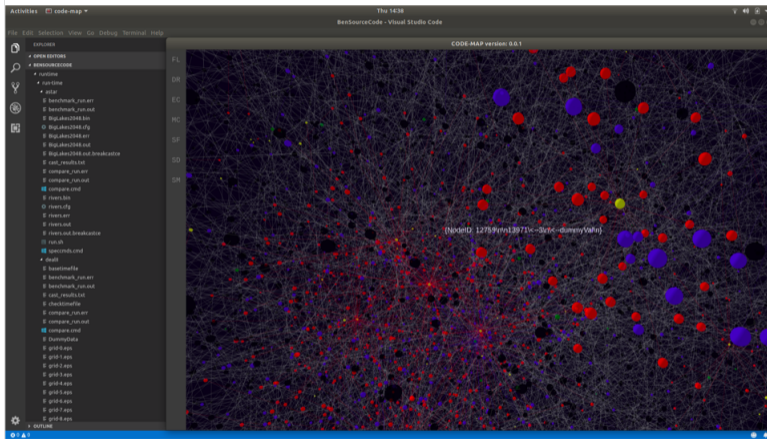 Activities
code-map
Thu 14:36
BenSourceCode - Visual Studio Code
File Edit Selection View Go Debug Terminal Help
EXPLORER
OPEN EDITORS
BENSOURCECODE
runtime
run-time
astar
benchmark_run.err
benchmark_run.out
BigLakes2048.bin
BigLakes2048.cfg
BigLakes2048.err
BigLakes2048.out
BigLakes2048.out.breakcastze
cast_results.txt
compare_run.err
compare_run.out
compare.cmd
rivers.bin
rivers.cfg
rivers.err
rivers.out
rivers.out.breakcastze
run.sh
speccmds.cmd
dealII
basetimefile
benchmark_run.err
benchmark_run.out
cast_results.txt
checktimefile
compare_run.err
compare_run.out
compare.cmd
DummyData
grid-0.eps
grid-1.eps
grid-2.eps
grid-3.eps
grid-4.eps
grid-5.eps
grid-6.eps
grid-7.eps
grid-8.eps
OUTLINE
CODE-MAP version: 0.0.1
FL
DR
EC
MC
SF
SD
SM